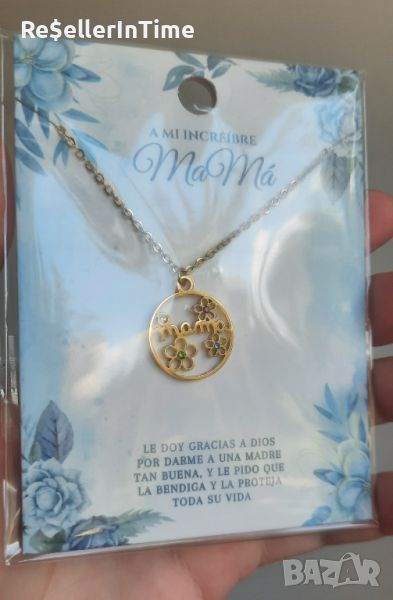 Re$ellerInTime
A MI INCREÍBRE
MaMá
mama
LE DOY GRACIAS A DIOS
POR DARME A UNA MADRE
TAN BUENA, Y LE PIDO QUE
LA BENDIGA Y LA PROTEJA
TODA SU VIDA
BAZAR